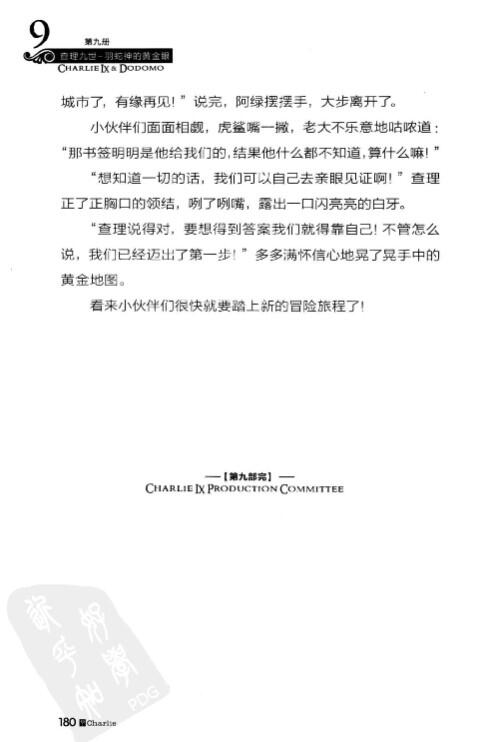 9
第九册
查理九世-羽蛇神的黄金眼
CHARLIE IX & DODOMO
城市了，有缘再见！”说完，阿绿摆摆手，大步离开了。
小伙伴们面面相觑，虎鲨嘴一撇，老大不乐意地咕哝道：
“那书签明明是他给我们的，结果他什么都不知道，算什么嘛！”
“想知道一切的话，我们可以自己去亲眼见证啊！”查理
正了正胸口的领结，咧了咧嘴，露出一口闪亮亮的白牙。
“查理说得对，要想得到答案我们就得靠自己！不管怎么
说，我们已经迈出了第一步！”多多满怀信心地晃了晃手中的
黄金地图。
看来小伙伴们很快就要踏上新的冒险旅程了！
【第九部完】
CHARLIE IX PRODUCTION COMMITTEE
PDG
180 Charlie